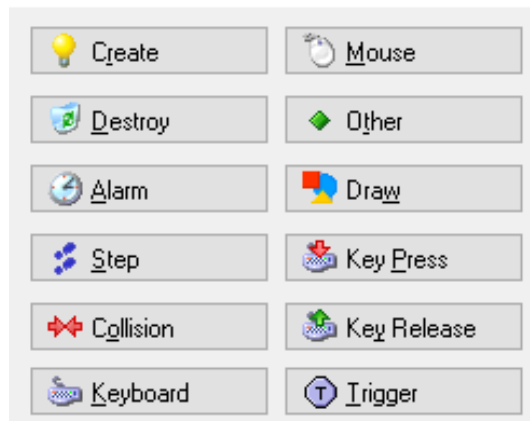 Create
Mouse
Destroy
Other
Alarm
Draw
Step
Key Press
Collision
Key Release
Keyboard
T Trigger